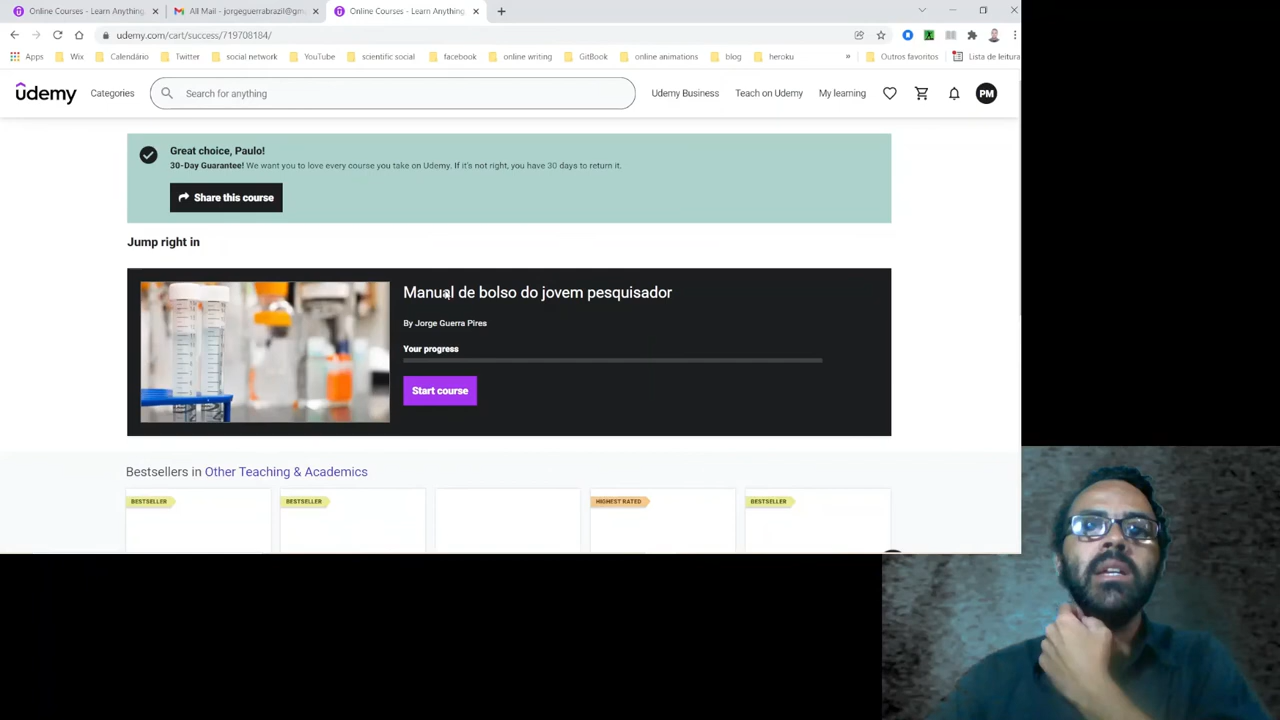 Online Courses - Learn Anything,
All Mail - jorgeguerrabrazil@gm
Online Courses - Learn Anything,
udemy.com/cart/success/719708184/
Apps
Wix
Calendário
Twitter
social network
YouTube
scientific social
facebook
online writing
GitBook
online animations
blog
heroku
»
Outros favoritos
Lista de leitura
udemy
Categories
Search for anything
Udemy Business
Teach on Udemy
My learning
PM
Great choice, Paulo!
30-Day Guarantee! We want you to love every course you take on Udemy. If it's not right, you have 30 days to return it.
Share this course
Jump right in
Manual de bolso do jovem pesquisador
By Jorge Guerra Pires
Your progress
Start course
Bestsellers in Other Teaching & Academics
BESTSELLER
BESTSELLER
HIGHEST RATED
BESTSELLER